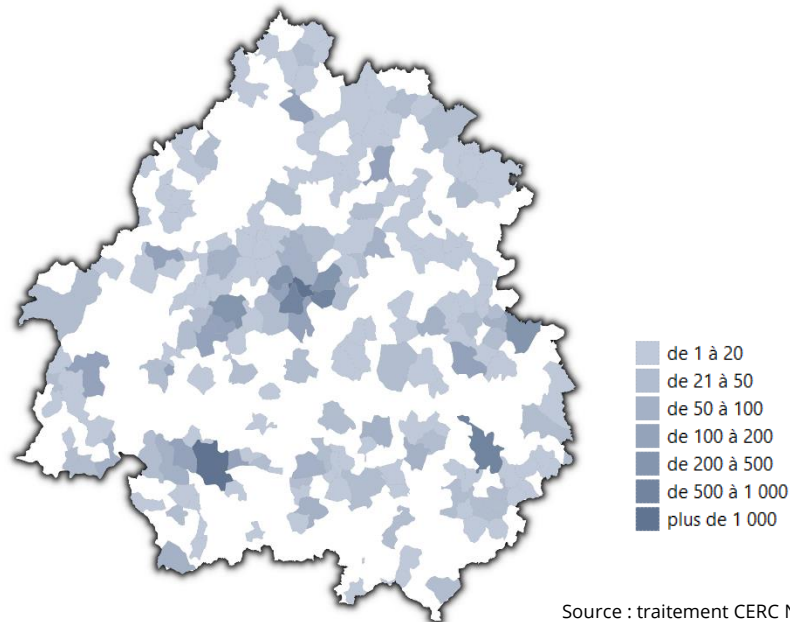 de 1 à 20
de 21 à 50
de 50 à 100
de 100 à 200
de 200 à 500
de 500 à 1 000
plus de 1 000
Source : traitement CERC N